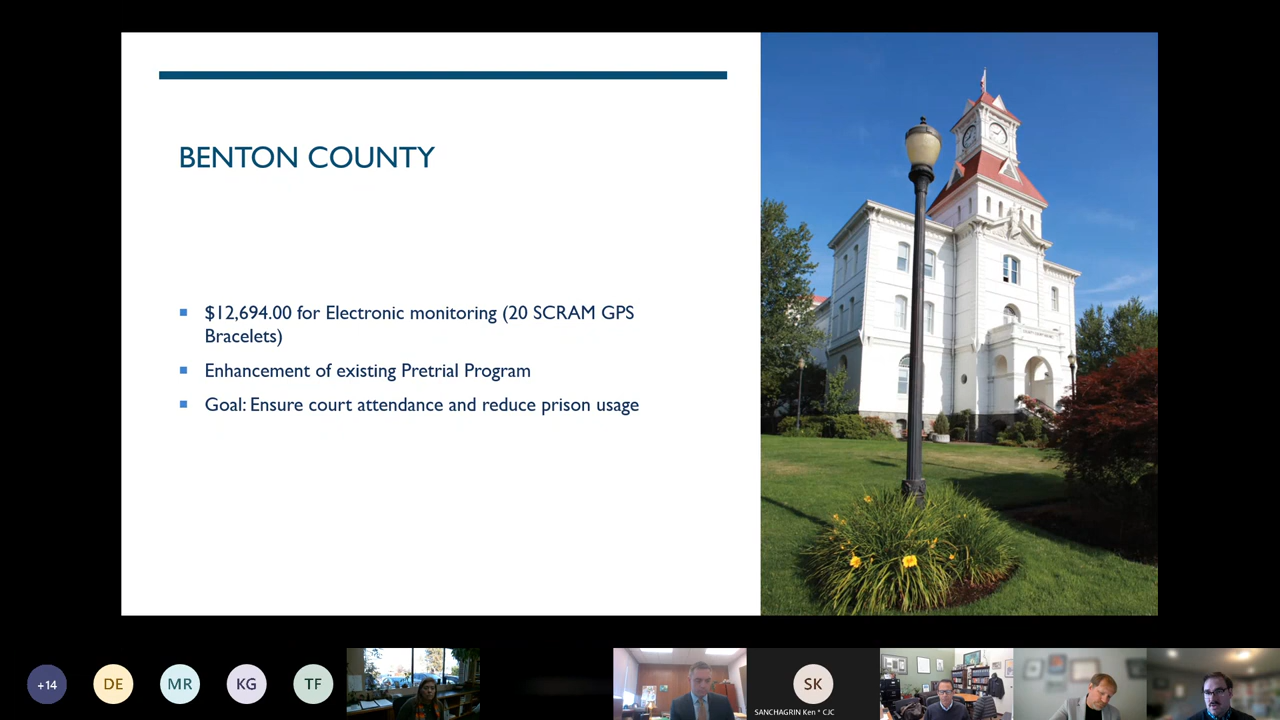 BENTON COUNTY
$12,694.00 for Electronic monitoring (20 SCRAM GPS
Bracelets)
Enhancement of existing Pretrial Program
Goal: Ensure court attendance and reduce prison usage
+14
DE
MR
KG
TF
SK
SANCHAGRIN Ken * CJC